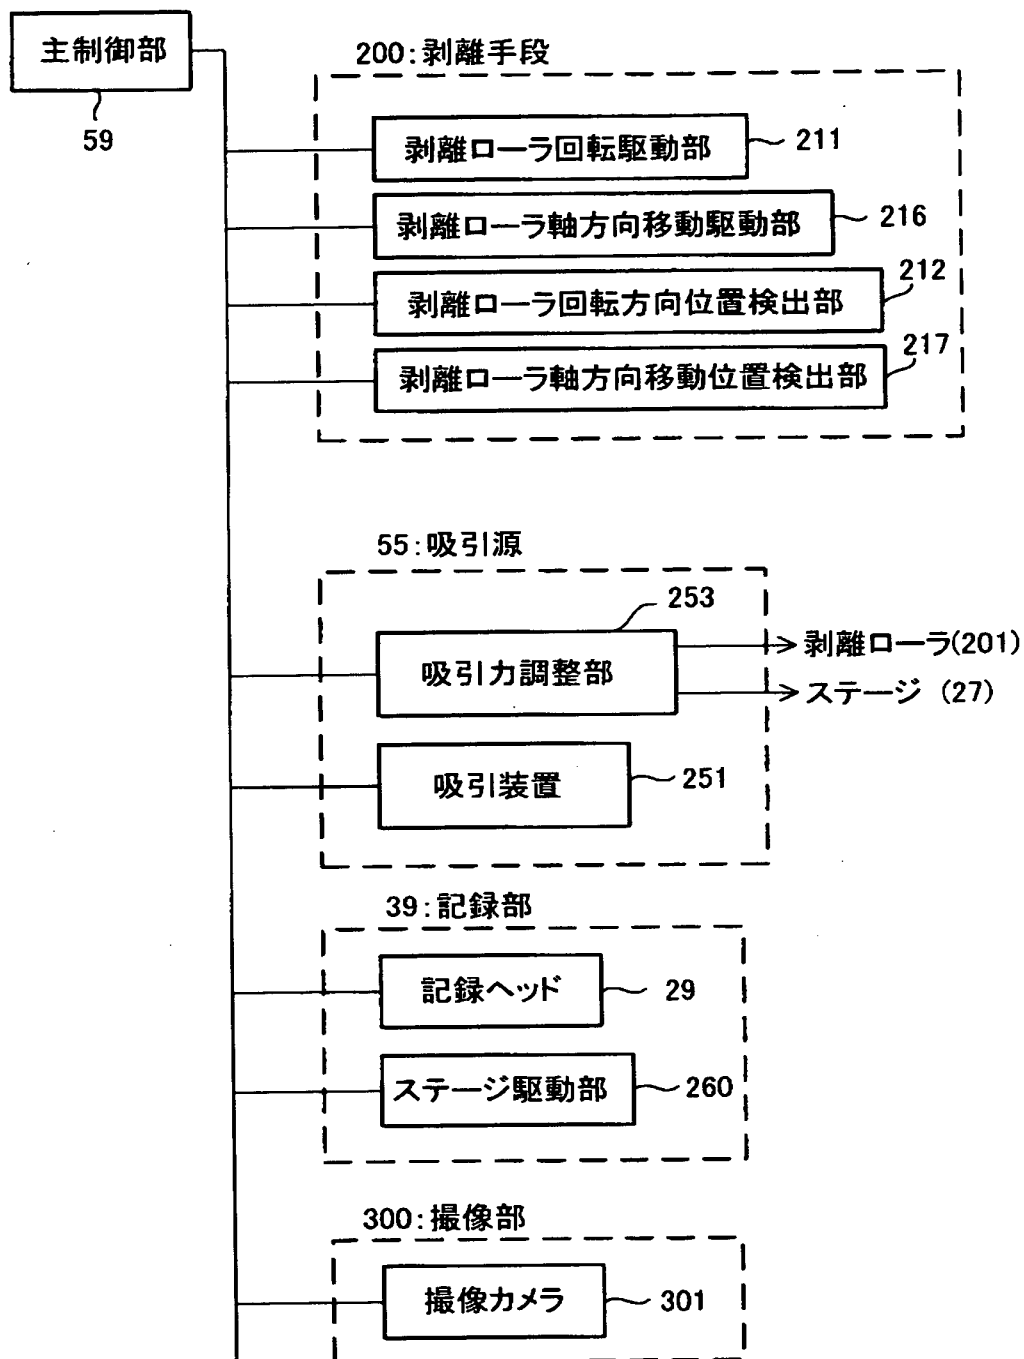 主制御部
59
200:剥離手段
剥離ローラ回転駆動部
211
剥離ローラ軸方向移動駆動部
216
剥離ローラ回転方向位置検出部
212
剥離ローラ軸方向移動位置検出部
217
55:吸引源
吸引力調整部
253
剥離ローラ(201)
ステージ (27)
吸引装置
251
39:記録部
記録ヘッド
29
ステージ駆動部
260
300:撮像部
撮像カメラ
301